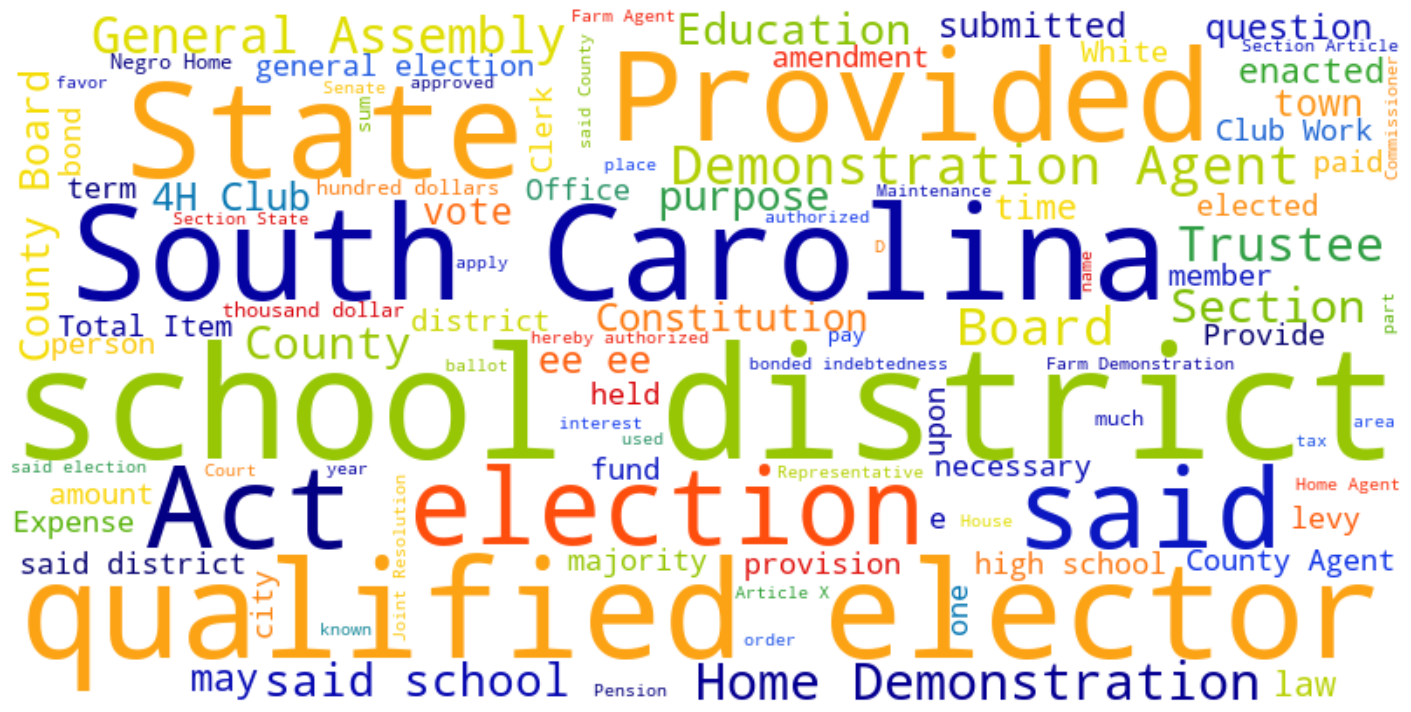 Farm Agent
General Assembly
Education
submitted
question
Section Article
Negro Home
general election
amendment
White
enacted
favor
Senate
approved
State
Provided
sum
Clerk
said County
town
Commissioner
County Board
bond
Club Work
place
Demonstration Agent
paid
term
4H Club
hundred dollars
Office
purpose
Maintenance
time
elected
Section State
vote
authorized
South Carolina
D
Trustee
apply
name
member
thousand dollar
Section
part
Total Item
district
Constitution
Board
Provide
person
County
hereby authorized
pay
ballot
ee ee
bonded indebtedness
Farm Demonstration
school district
held
upon
much
interest
used
area
tax
said election
Court
year
fund
Representative
necessary
amount
Act
election
said
Home Agent
Expense
Joint Resolution
e
House
levy
said district
majority
provision
high school
County Agent
city
qualified elector
Article X
one
known
order
may
said school
Pension
Home Demonstration
law